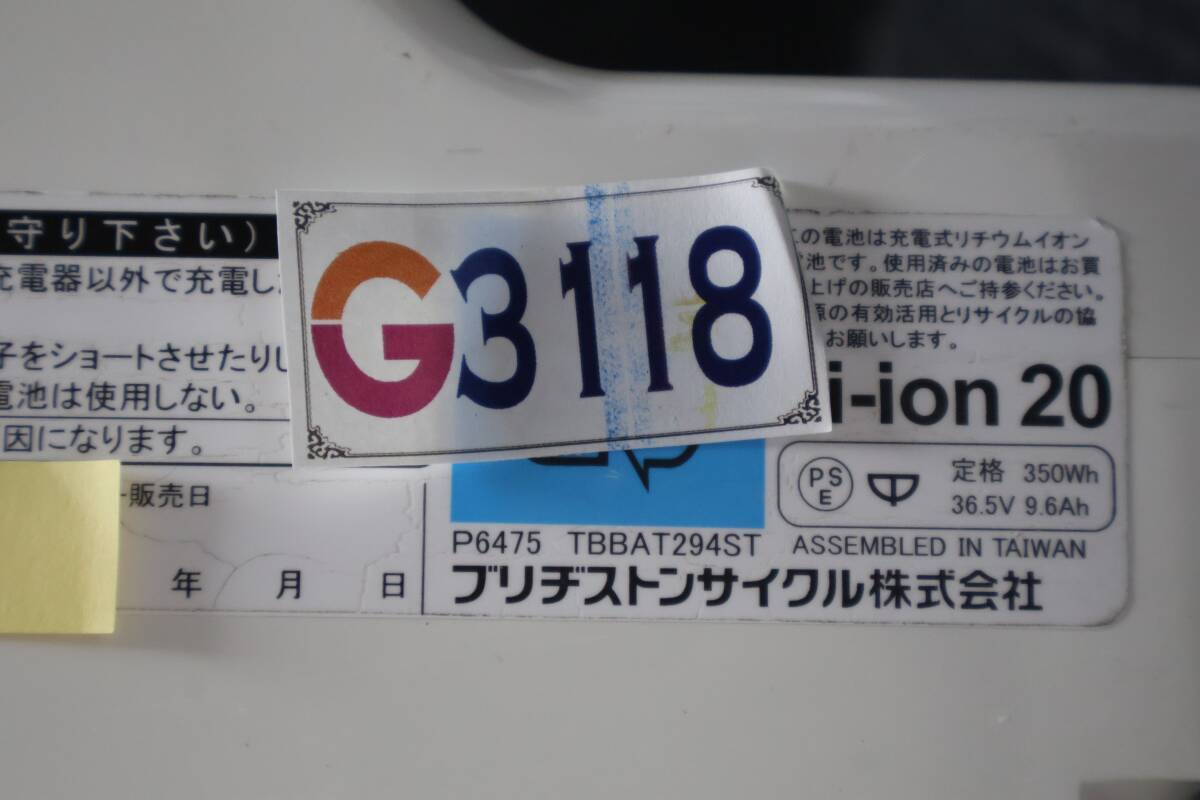 守り下さい）
充電器以外で充電し
子をショートさせたりし
電池は使用しない。
因になります。
販売日
年 月 日
G3118
の電池は充電式リチウムイオン
池です。使用済みの電池はお買
上げの販売店へご持参ください。
源の有効活用とリサイクルの協
お願いします。
i-ion 20
PS
E
定格 350Wh
36.5V 9.6Ah
P6475 TBBAT294ST ASSEMBLED IN TAIWAN
ブリヂストンサイクル株式会社